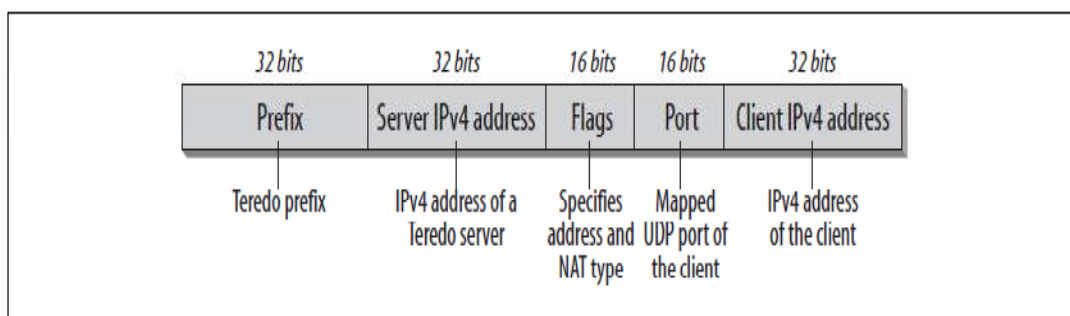 32 bits 32 bits 16 bits 16 bits 32 bits
Prefix Server IPv4 address Flags Port Client IPv4 address
Teredo prefix IPv4 address of a Specifies Mapped IPv4 address
Teredo server address and UDP port of of the client
NAT type the client